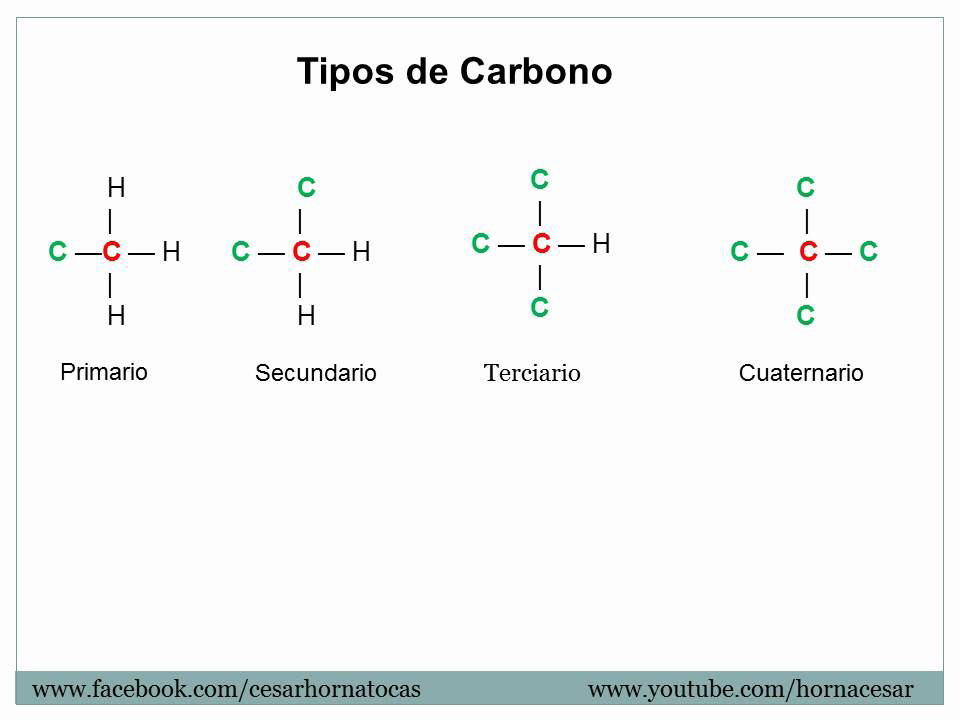 Tipos de Carbono
H
|
C — C — H
|
H
Primario
C
|
C — C — H
|
H
Secundario
C
|
C — C — H
|
C
Terciario
C
|
C — C — C
|
C
Cuaternario
www.facebook.com/cesarhornatocas
www.youtube.com/hornacesar